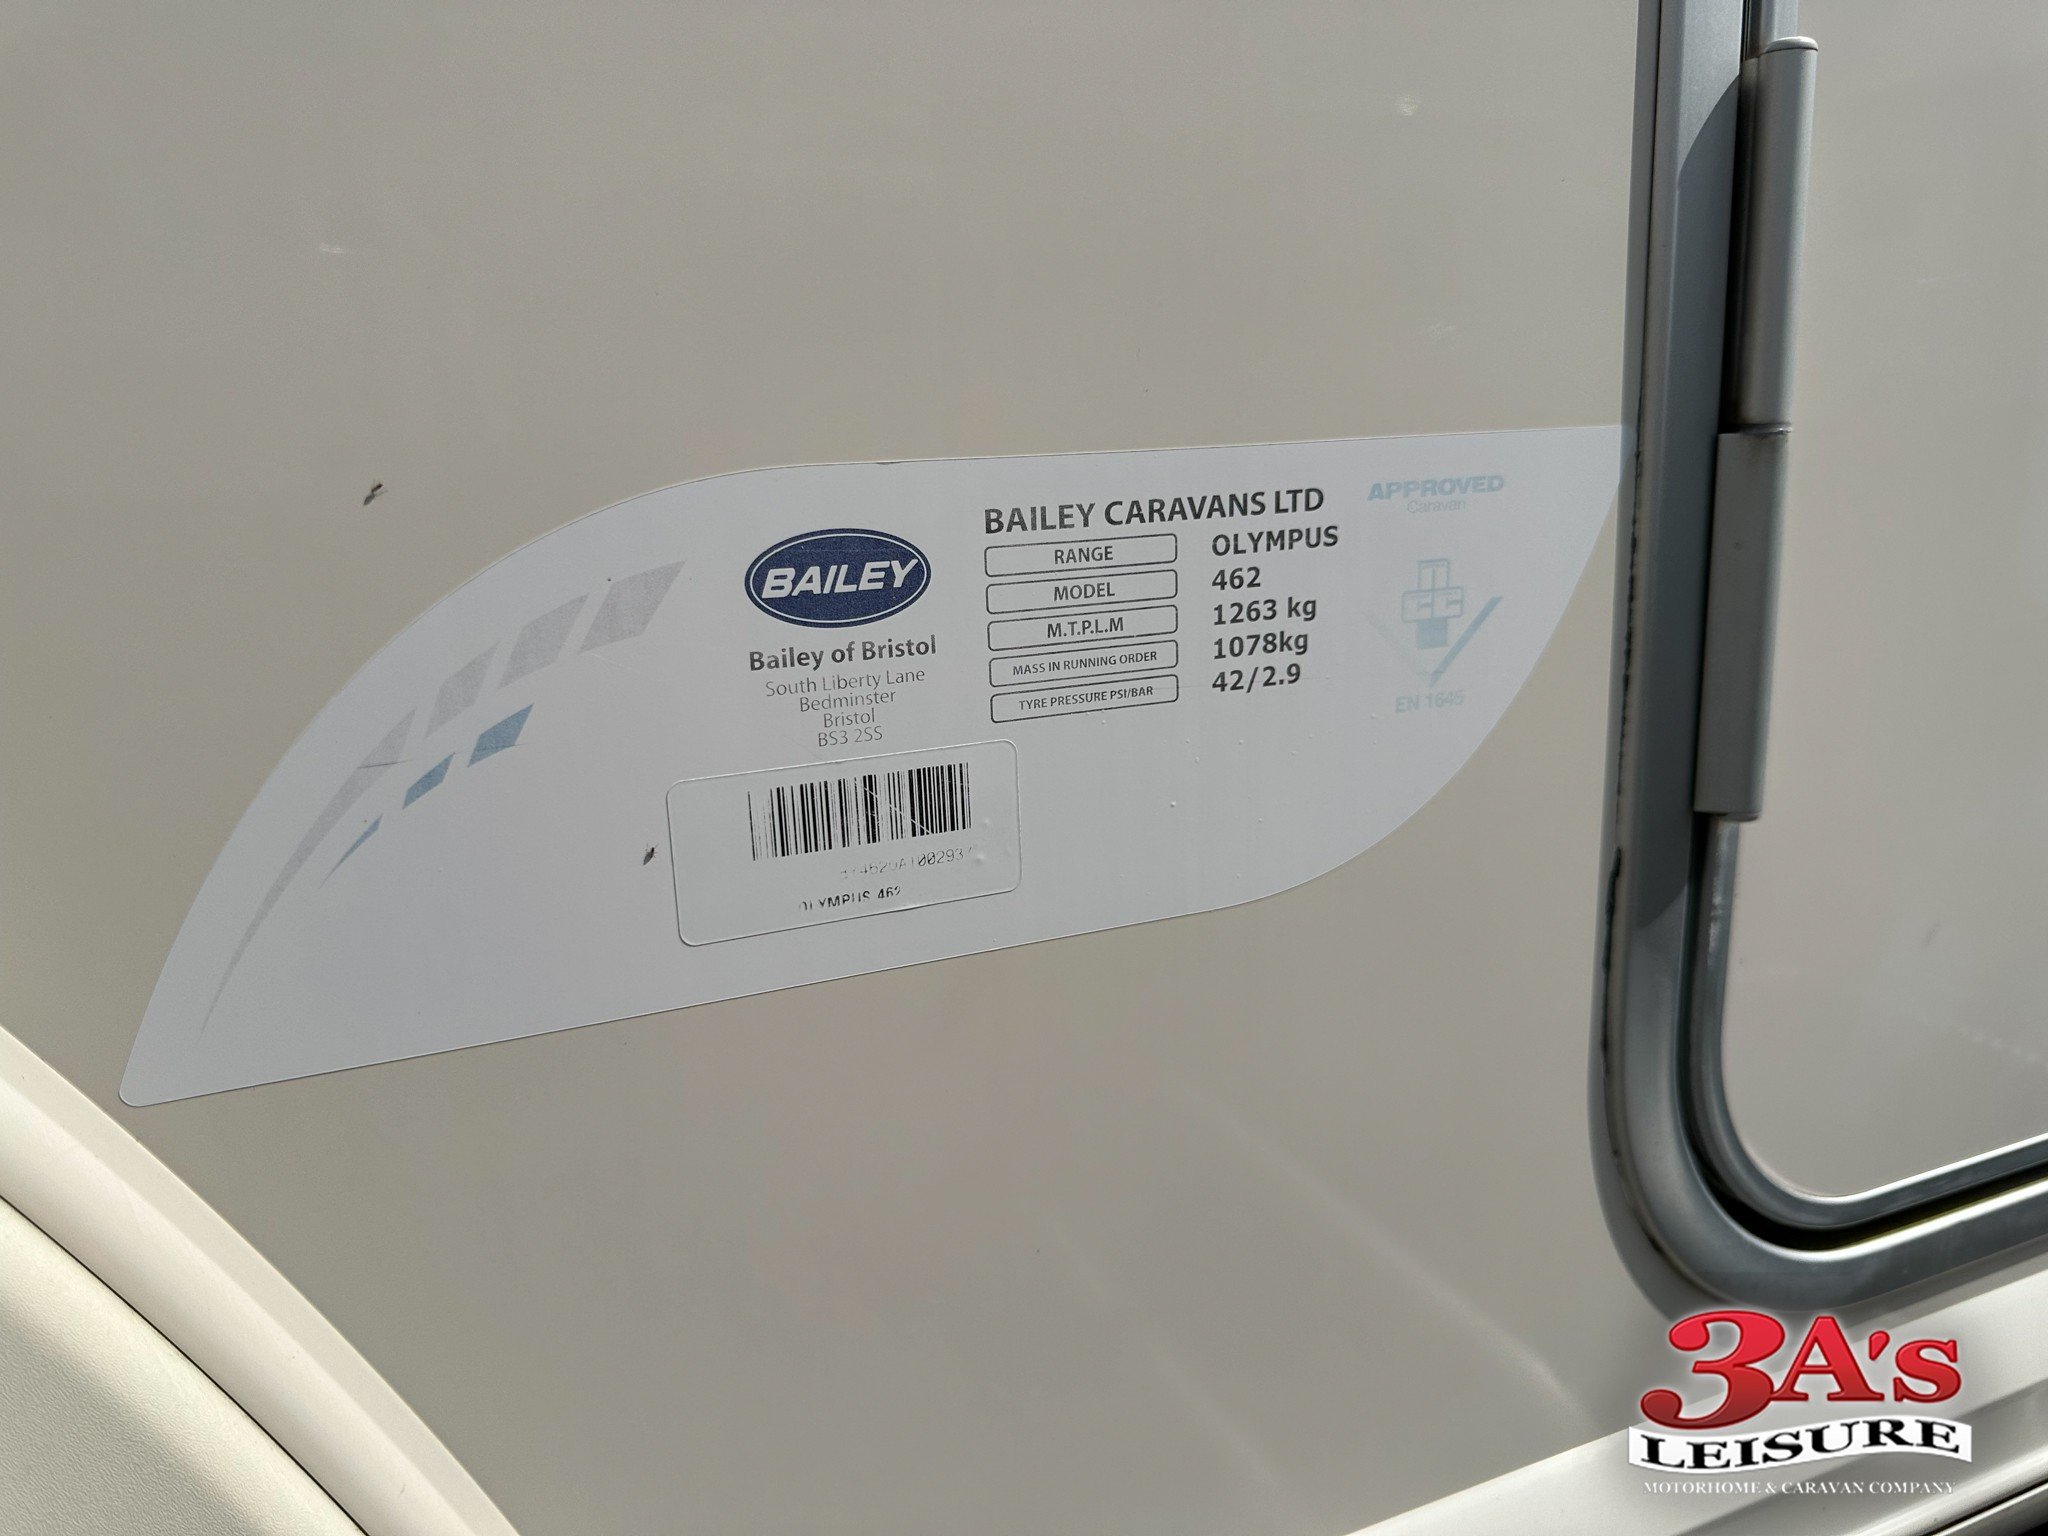 BAILEY
Bailey of Bristol
South Liberty Lane
Bedminster
Bristol
BS3 2SS
BAILEY CARAVANS LTD
RANGE OLYMPUS
MODEL 462
M.T.P.L.M 1263 kg
MASS IN RUNNING ORDER 1078kg
TYRE PRESSURE PSI/BAR 42/2.9
APPROVED
Caravan
NCC
EN 1645
OLYMPUS 462
3A's
LEISURE
MOTORHOME & CARAVAN COMPANY